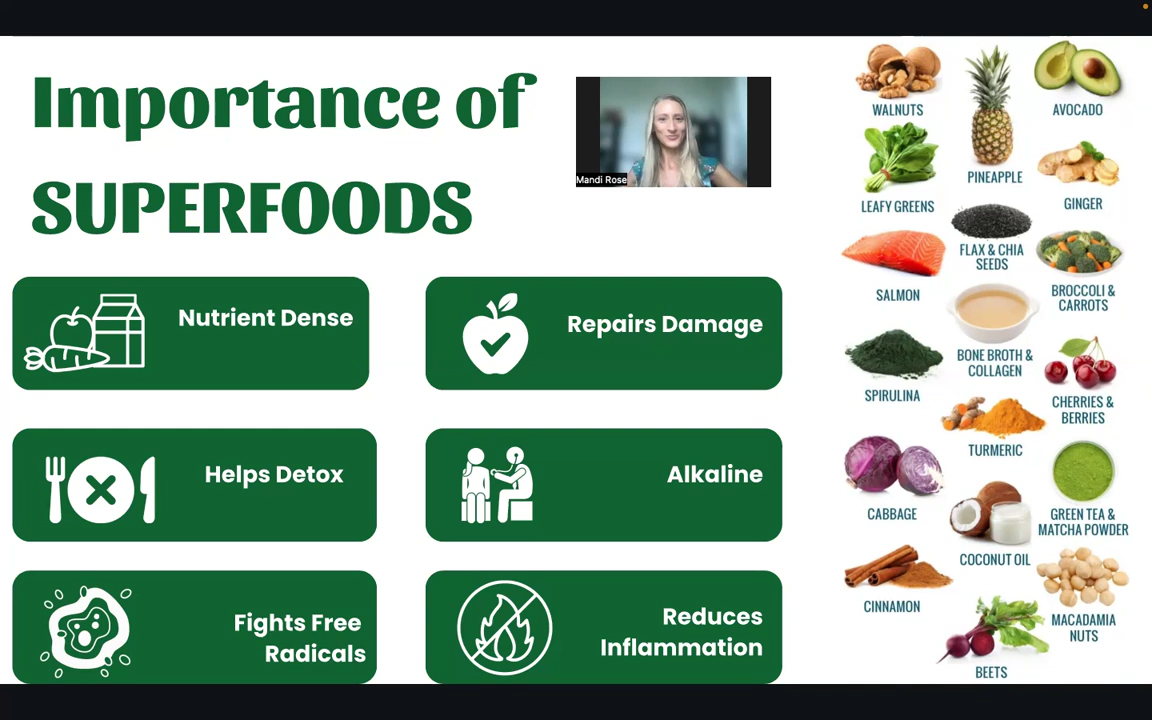 Importance of
SUPERFOODS
Mandi Rose
Nutrient Dense
Repairs Damage
Helps Detox
Alkaline
Fights Free
Radicals
Reduces
Inflammation
WALNUTS
PINEAPPLE
AVOCADO
LEAFY GREENS
GINGER
FLAX & CHIA
SEEDS
SALMON
BROCCOLI &
CARROTS
BONE BROTH &
COLLAGEN
SPIRULINA
CHERRIES &
BERRIES
TURMERIC
CABBAGE
GREEN TEA &
MATCHA POWDER
COCONUT OIL
CINNAMON
MACADAMIA
NUTS
BEETS